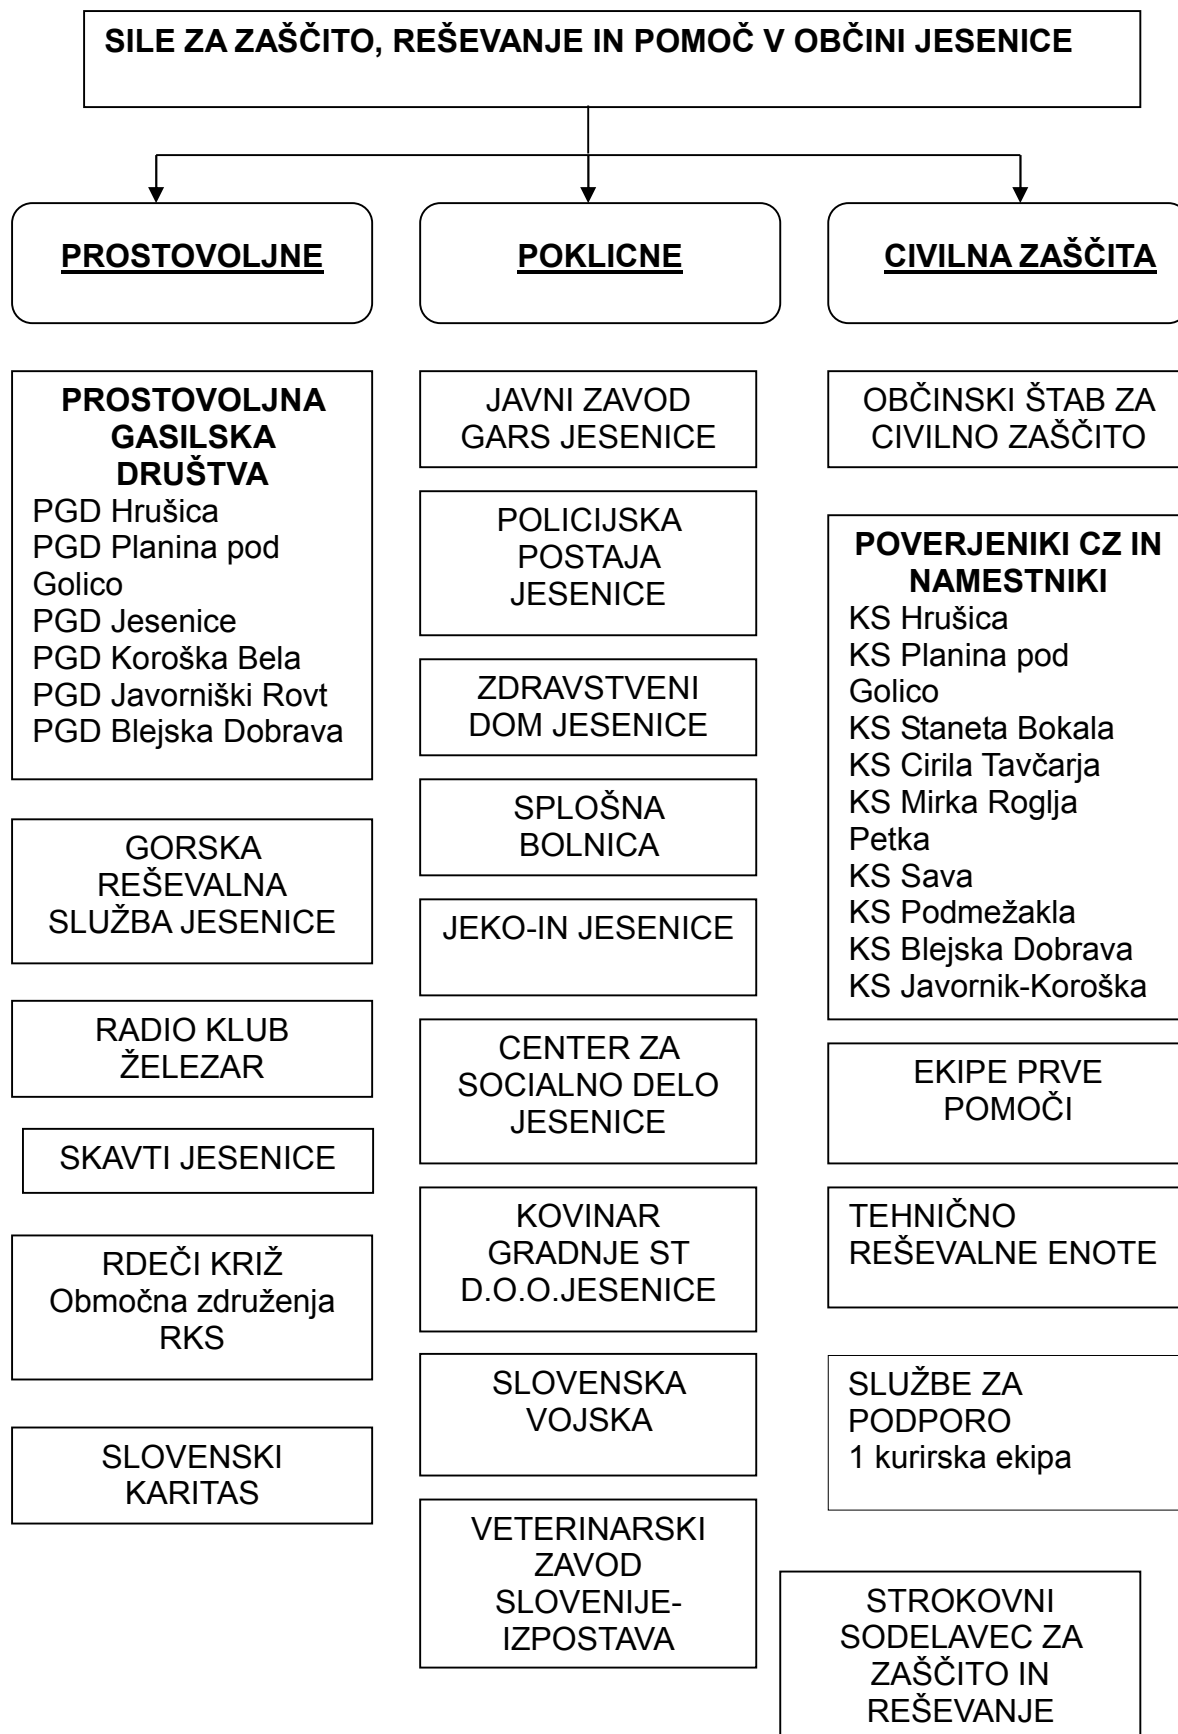 SILE ZA ZAŠČITO, REŠEVANJE IN POMOČ V OBČINI JESENICE
PROSTOVOLJNE
POKLICNE
CIVILNA ZAŠČITA
PROSTOVOLJNA
GASILSKA
DRUŠTVA
PGD Hrušica
PGD Planina pod
Golico
PGD Jesenice
PGD Koroška Bela
PGD Javorniški Rovt
PGD Blejska Dobrava
GORSKA
REŠEVALNA
SLUŽBA JESENICE
RADIO KLUB
ŽELEZAR
SKAVTI JESENICE
RDEČI KRIŽ
Območna združenja
RKS
SLOVENSKI
KARITAS
JAVNI ZAVOD
GARS JESENICE
POLICIJSKA
POSTAJA
JESENICE
ZDRAVSTVENI
DOM JESENICE
SPLOŠNA
BOLNICA
JEKO-IN JESENICE
CENTER ZA
SOCIALNO DELO
JESENICE
KOVINAR
GRADNJE ST
D.O.O.JESENICE
SLOVENSKA
VOJSKA
VETERINARSKI
ZAVOD
SLOVENIJE-
IZPOSTAVA
OBČINSKI ŠTAB ZA
CIVILNO ZAŠČITO
POVERJENIKI CZ IN
NAMESTNIKI
KS Hrušica
KS Planina pod
Golico
KS Staneta Bokala
KS Cirila Tavčarja
KS Mirka Roglja
Petka
KS Sava
KS Podmežakla
KS Blejska Dobrava
KS Javornik-Koroška
EKIPE PRVE
POMOČI
TEHNIČNO
REŠEVALNE ENOTE
SLUŽBE ZA
PODPORO
1 kurirska ekipa
STROKOVNI
SODELAVEC ZA
ZAŠČITO IN
REŠEVANJE